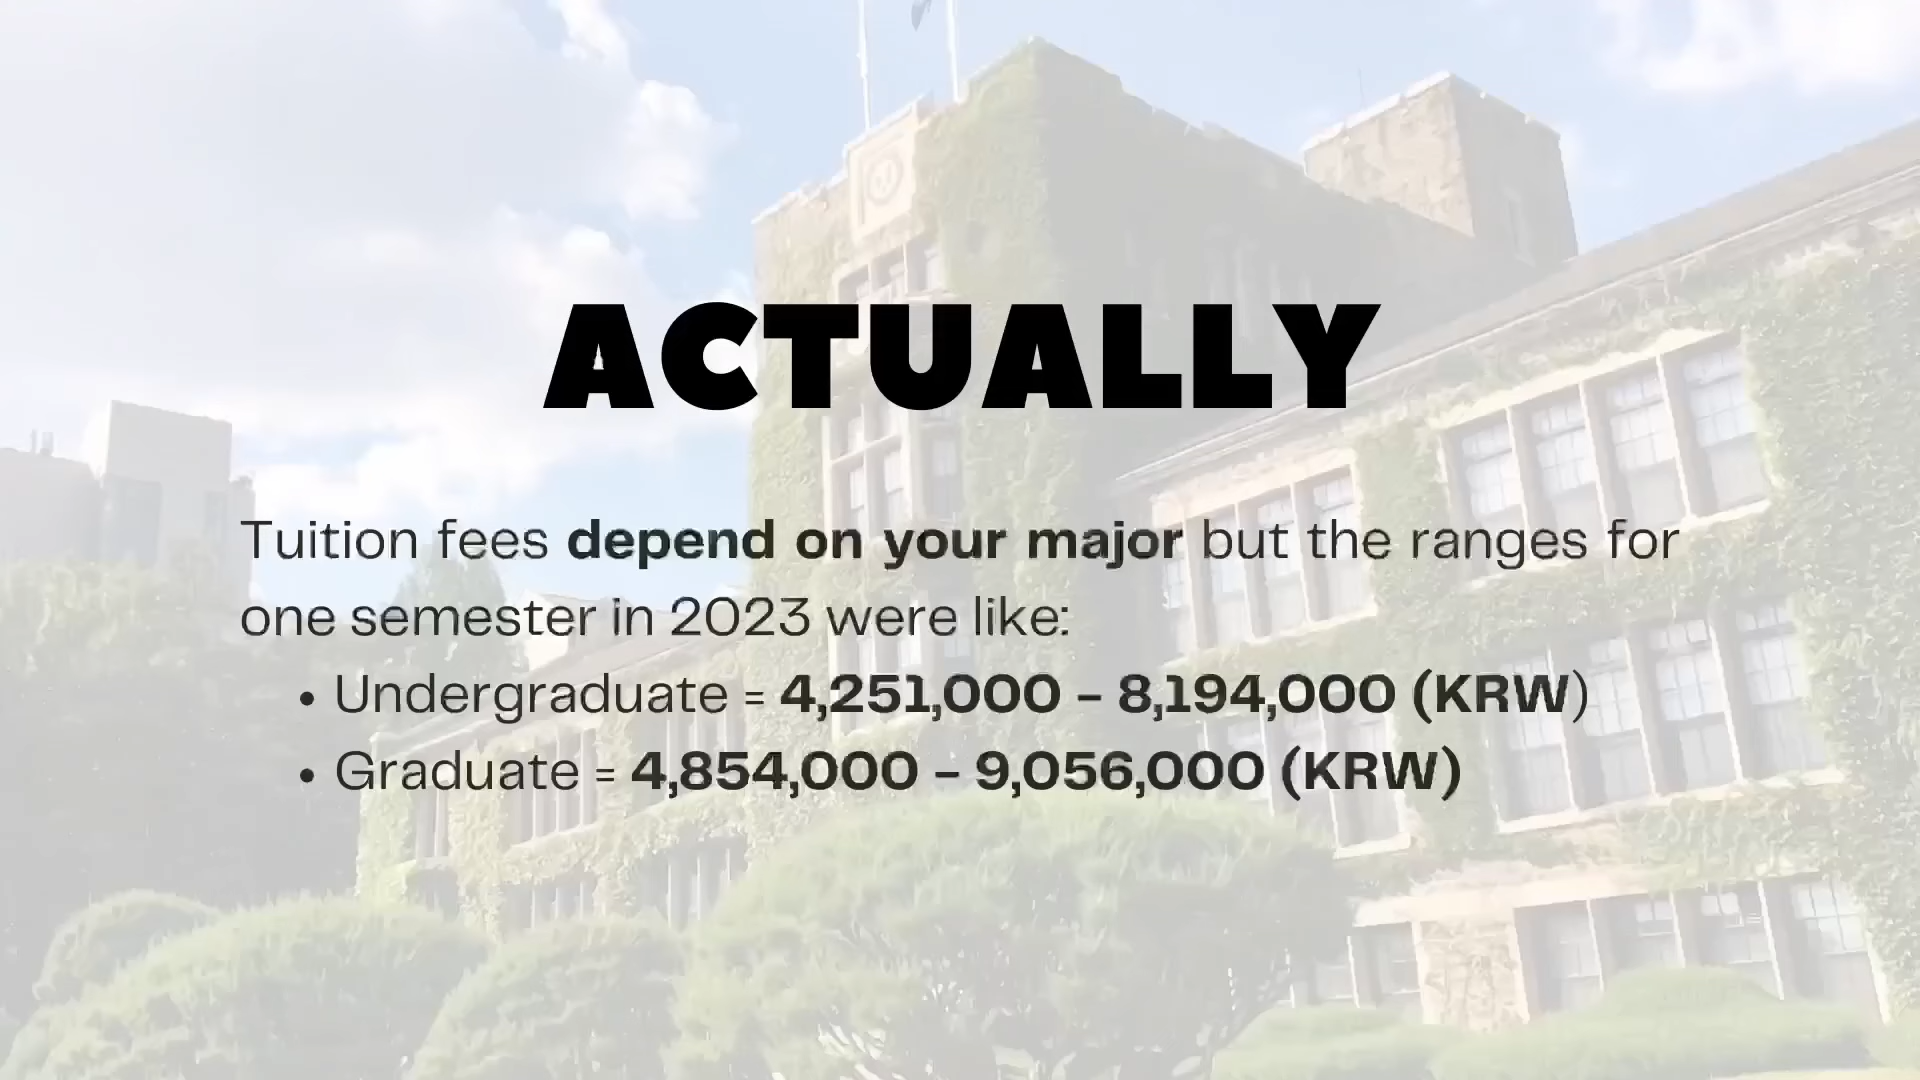 ACTUALLY
Tuition fees depend on your major but the ranges for
one semester in 2023 were like:
• Undergraduate = 4,251,000 - 8,194,000 (KRW)
• Graduate = 4,854,000 - 9,056,000 (KRW)